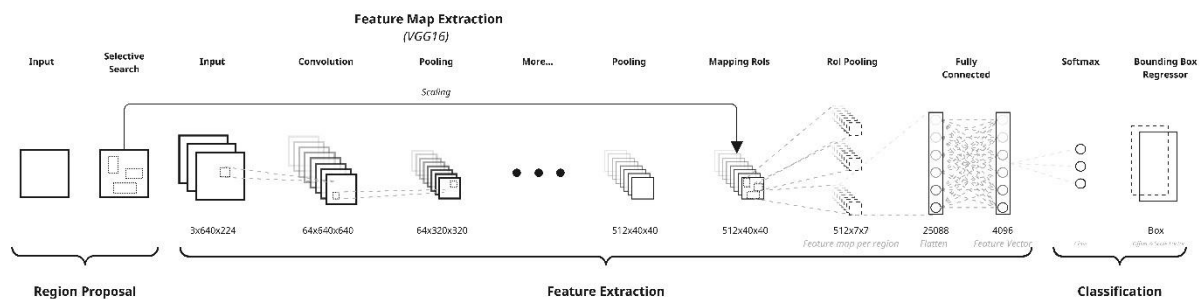 Feature Map Extraction
(VGG16)
Input
Selective
Search
Input
Convolution
Pooling
More...
Pooling
Mapping RoIs
RoI Pooling
Fully
Connected
Softmax
Bounding Box
Regressor
Scaling
3x640x224
64x640x640
64x320x320
512x40x40
512x40x40
512x7x7
25088
4096
Box
Feature map per region
Flatten
Feature Vector
Region Proposal
Feature Extraction
Classification